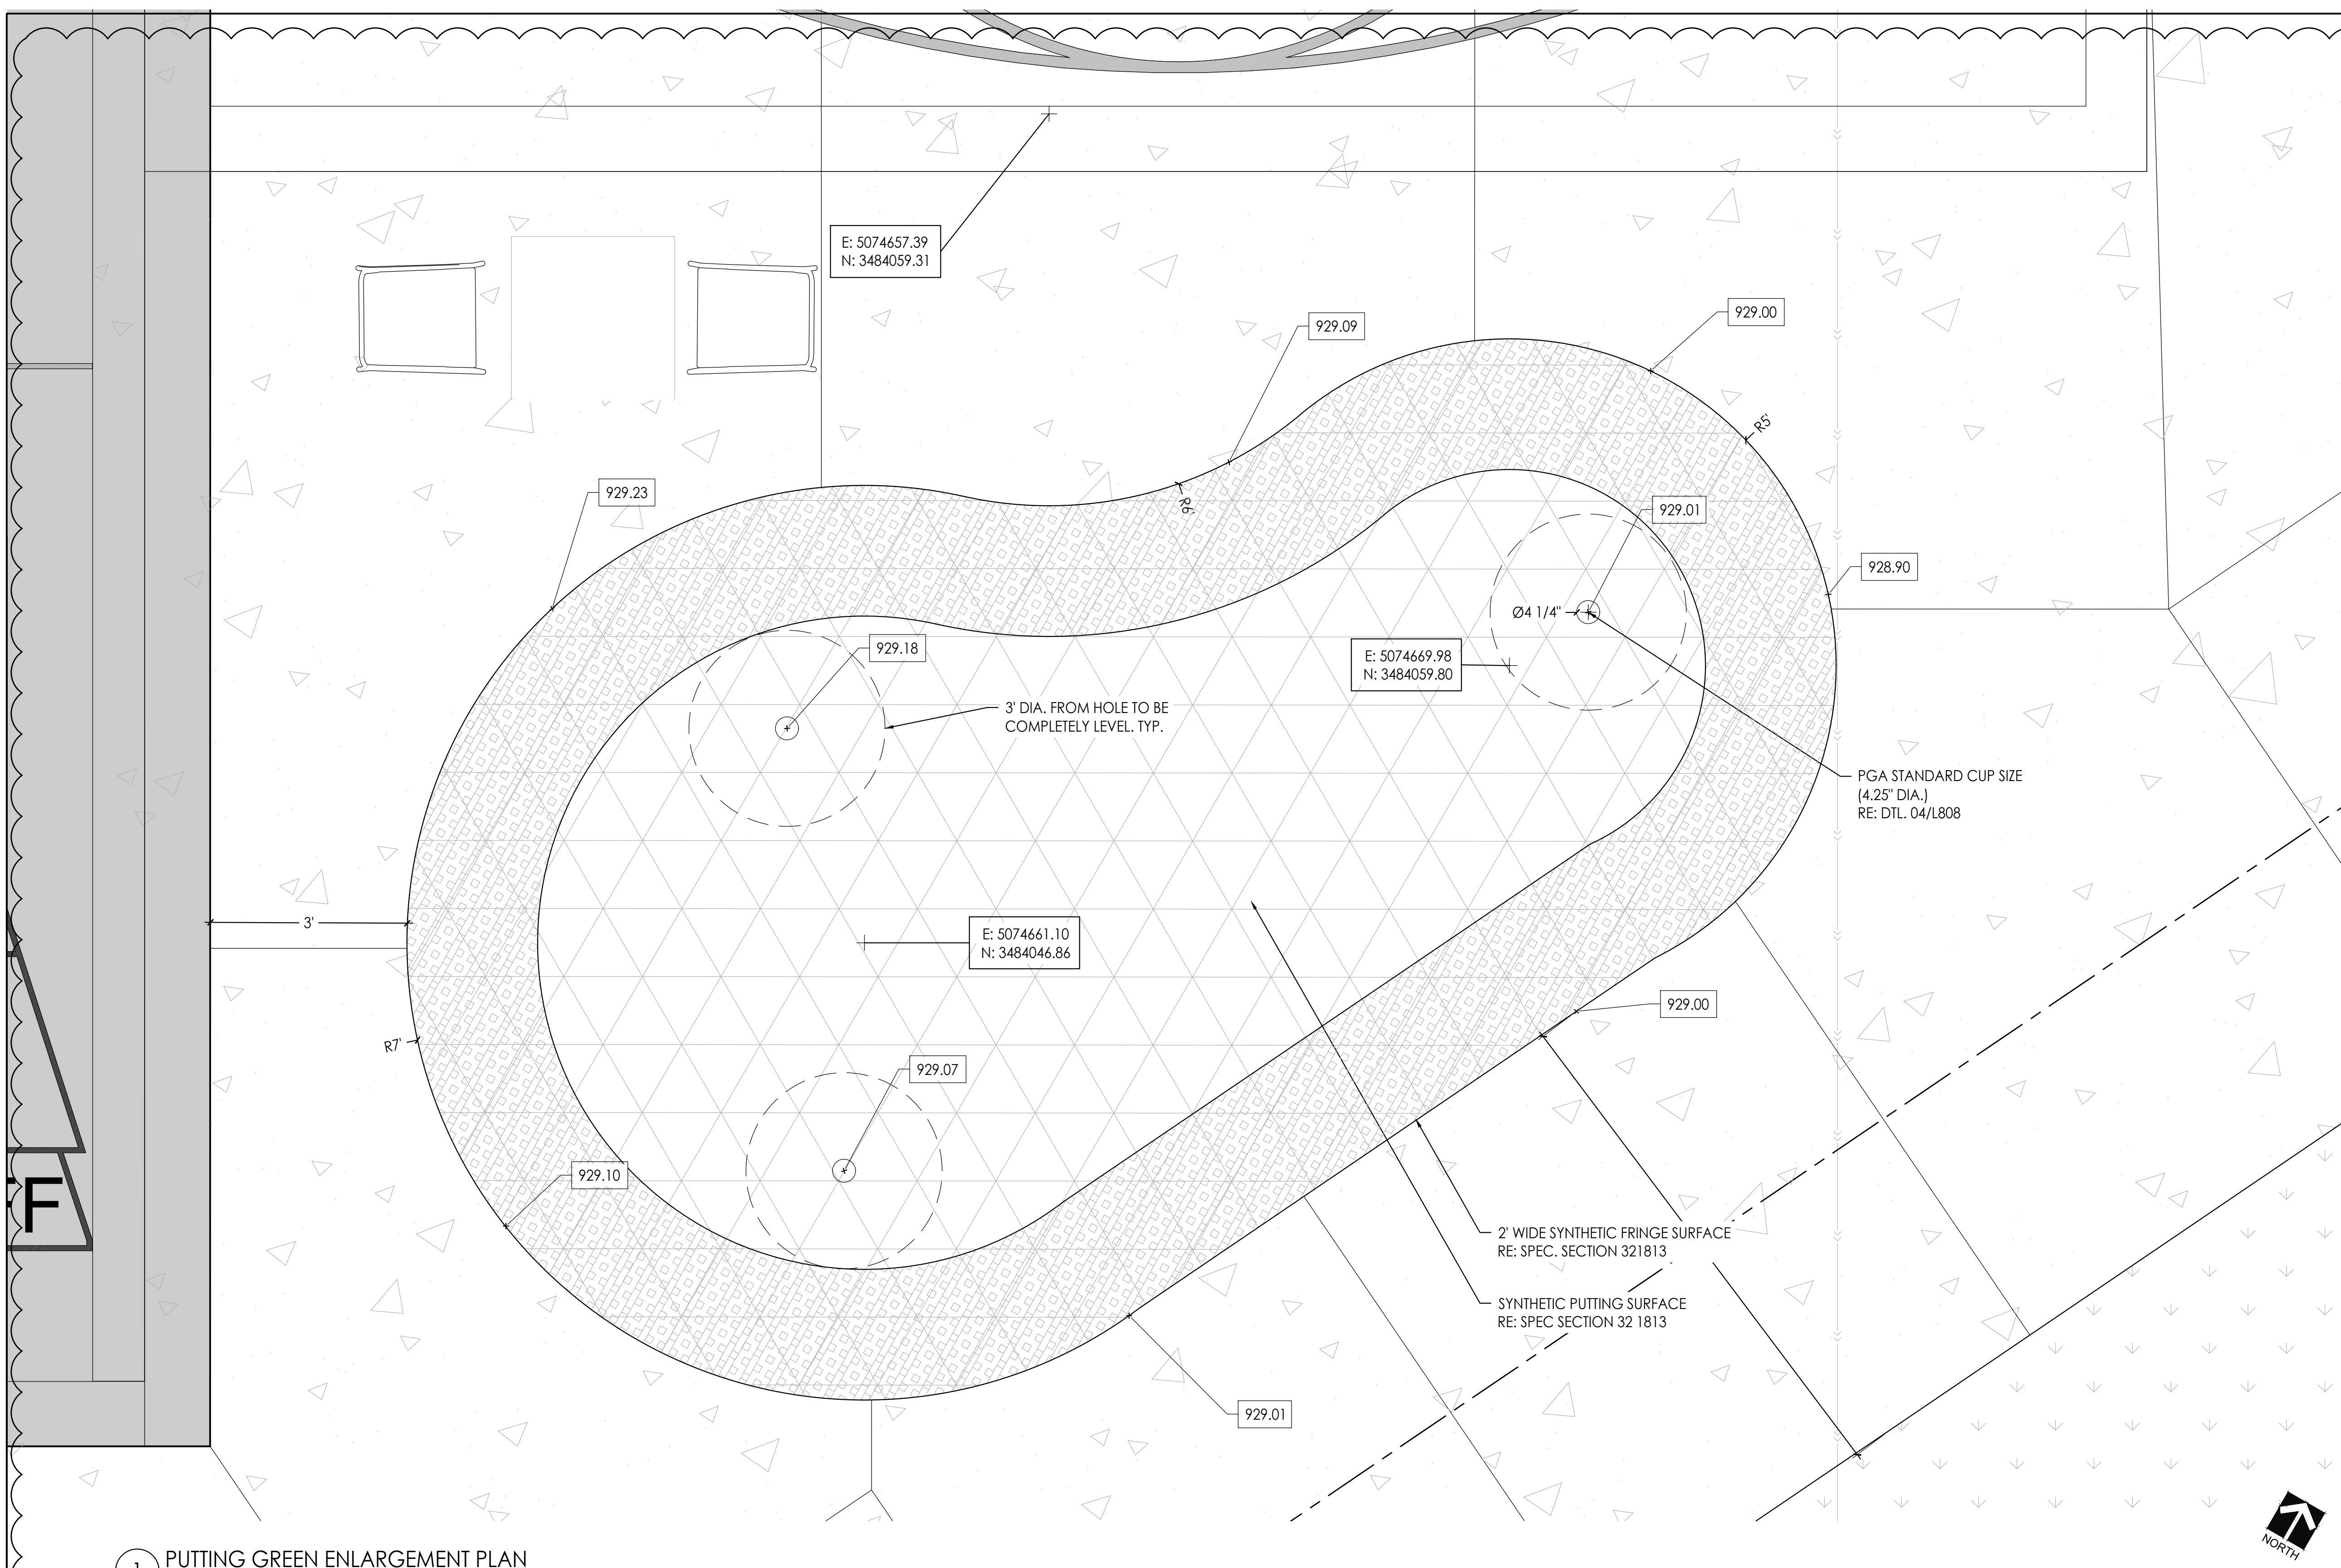 E: 5074657.39
N: 3484059.31
929.09
929.00
R5'
929.23
R6'
929.01
928.90
Ø4 1/4"
929.18
E: 5074669.98
N: 3484059.80
3' DIA. FROM HOLE TO BE
COMPLETELY LEVEL. TYP.
PGA STANDARD CUP SIZE
(4.25" DIA.)
RE: DTL. 04/L808
3'
E: 5074661.10
N: 3484046.86
929.00
R7'
929.07
929.10
F
2' WIDE SYNTHETIC FRINGE SURFACE
RE: SPEC. SECTION 321813
SYNTHETIC PUTTING SURFACE
RE: SPEC SECTION 32 1813
929.01
NORTH
1
PUTTING GREEN ENLARGEMENT PLAN